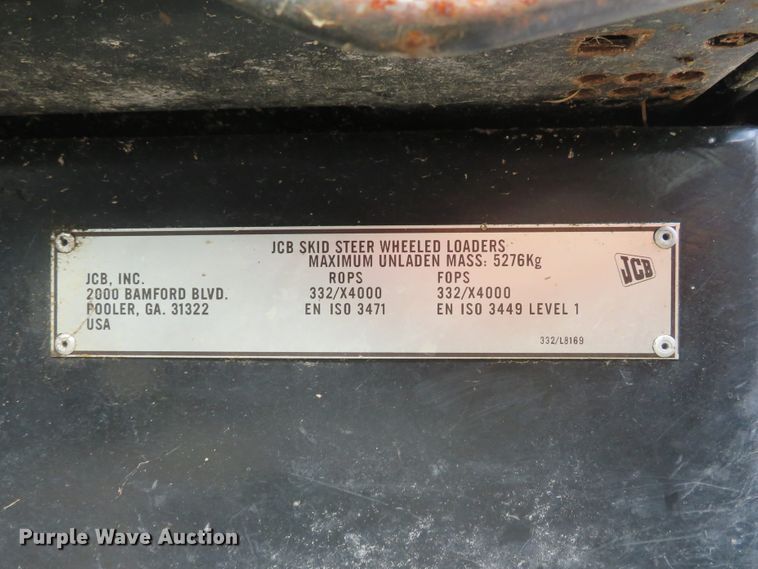 JCB SKID STEER WHEELED LOADERS
MAXIMUM UNLADEN MASS: 5276Kg
JCB, INC.
2000 BAMFORD BLVD.
POOLER, GA. 31322
USA
ROPS
332/X4000
EN ISO 3471
FOPS
332/X4000
EN ISO 3449 LEVEL 1
JCB
332/L8169
Purple Wave Auction